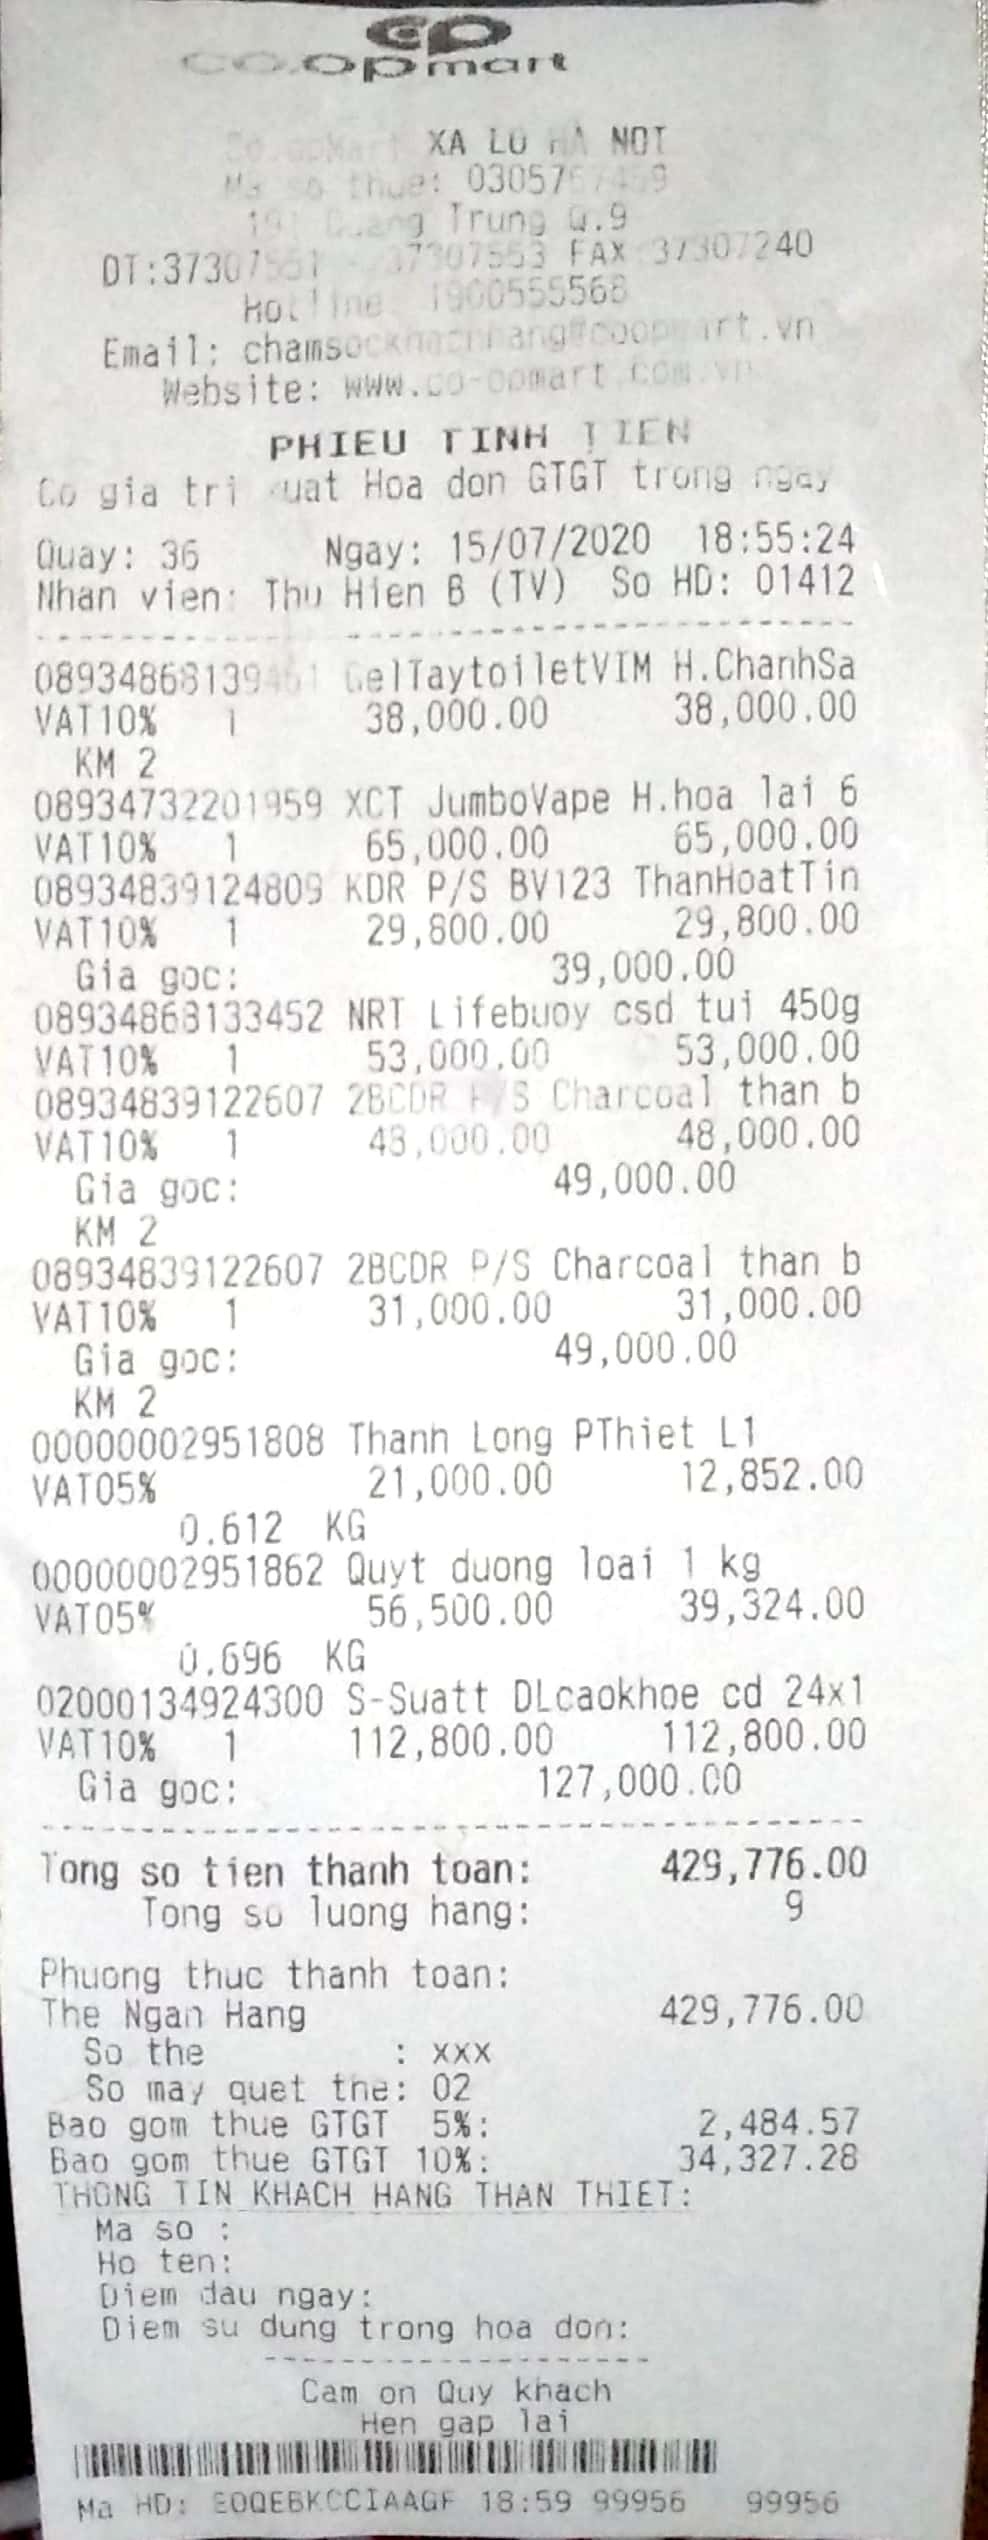 co.opmart
Co.opMart XA LO HA NOI
Ma so thue: 0305767459
191 Quang Trung Q.9
DT:37307551 - 37307553 FAX:37307240
Hotline: 1900555568
Email: chamsockhachhang@coopmart.vn
Website: www.co-opmart.com.vn
PHIEU TINH TIEN
Co gia tri xuat Hoa don GTGT trong ngay
Quay: 36 Ngay: 15/07/2020 18:55:24
Nhan vien: Thu Hien B (TV) So HD: 01412
08934868139461 GelTaytoiletVIM H.ChanhSa
VAT10% 1 38,000.00 38,000.00
KM 2
08934732201959 XCT JumboVape H.hoa lai 6
VAT10% 1 65,000.00 65,000.00
08934839124809 KDR P/S BV123 ThanHoatTin
VAT10% 1 29,800.00 29,800.00
Gia goc: 39,000.00
08934868133452 NRT Lifebuoy csd tui 450g
VAT10% 1 53,000.00 53,000.00
08934839122607 2BCDR P/S Charcoal than b
VAT10% 1 48,000.00 48,000.00
Gia goc: 49,000.00
KM 2
08934839122607 2BCDR P/S Charcoal than b
VAT10% 1 31,000.00 31,000.00
Gia goc: 49,000.00
KM 2
00000002951808 Thanh Long PThiet L1
VAT05% 21,000.00 12,852.00
0.612 KG
00000002951862 Quyt duong loai 1 kg
VAT05% 56,500.00 39,324.00
0.696 KG
02000134924300 S-Suatt DLcaokhoe cd 24x1
VAT10% 1 112,800.00 112,800.00
Gia goc: 127,000.00
Tong so tien thanh toan: 429,776.00
Tong so luong hang: 9
Phuong thuc thanh toan:
The Ngan Hang 429,776.00
So the : xxx
So may quet the: 02
Bao gom thue GTGT 5%: 2,484.57
Bao gom thue GTGT 10%: 34,327.28
THONG TIN KHACH HANG THAN THIET:
Ma so :
Ho ten:
Diem dau ngay:
Diem su dung trong hoa don:
Cam on Quy khach
Hen gap lai
Ma HD: EOQEBKCCIAAGF 18:59 99956 99956